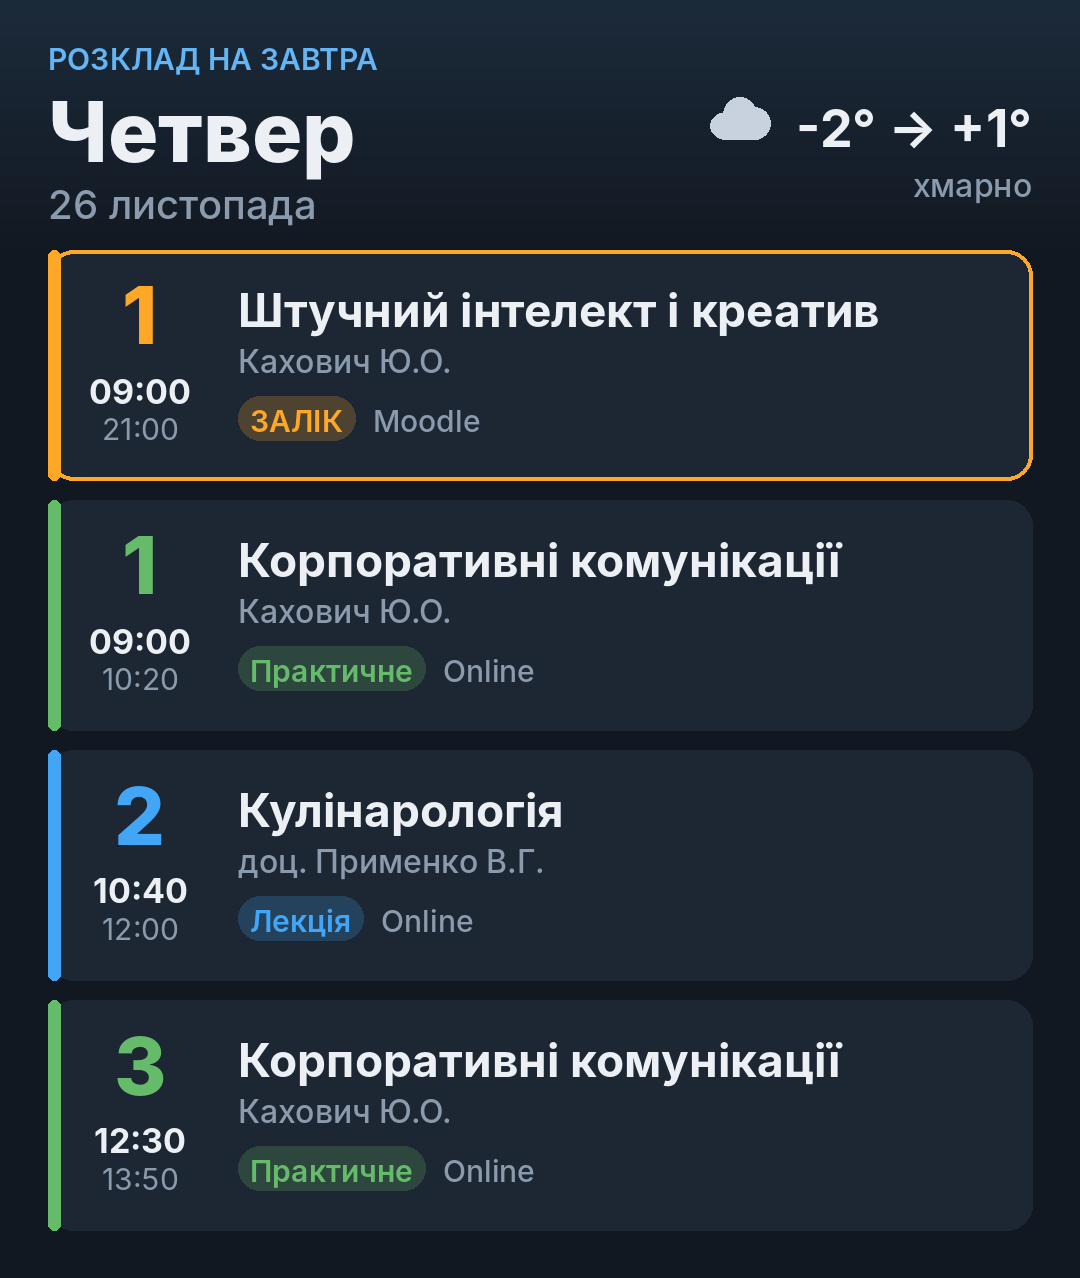 РОЗКЛАД НА ЗАВТРА
Четвер
-2° → +1°
26 листопада
хмарно
1
09:00
21:00
Штучний інтелект і креатив
Кахович Ю.О.
ЗАЛІК Moodle
1
09:00
10:20
Корпоративні комунікації
Кахович Ю.О.
Практичне Online
2
10:40
12:00
Кулінарологія
доц. Применко В.Г.
Лекція Online
3
12:30
13:50
Корпоративні комунікації
Кахович Ю.О.
Практичне Online